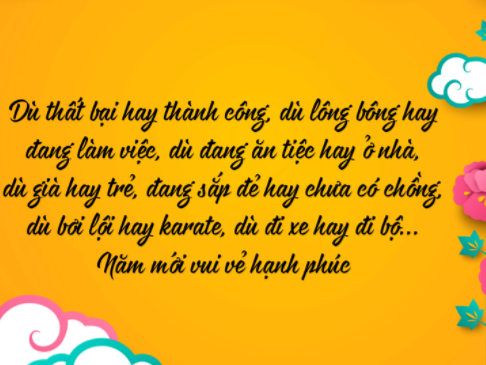 Dù thất bại hay thành công, dù lông bông hay
đang làm việc, dù đang ăn tiệc hay ở nhà,
dù già hay trẻ, đang sắp đẻ hay chưa có chồng,
dù bơi lội hay karate, dù đi xe hay đi bộ...
Năm mới vui vẻ hạnh phúc